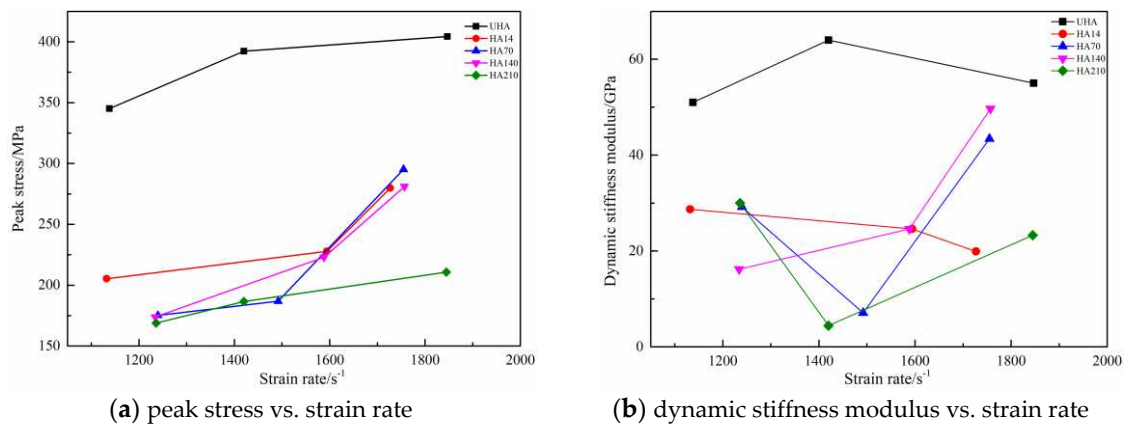 UHA
HA14
HA70
HA140
HA210
400
350
300
250
200
150
Peak stress/MPa
1200 1400 1600 1800 2000
Strain rate/s-1
(a) peak stress vs. strain rate
UHA
HA14
HA70
HA140
HA210
60
40
20
0
Dynamic stiffness modulus/GPa
1200 1400 1600 1800 2000
Strain rate/s-1
(b) dynamic stiffness modulus vs. strain rate